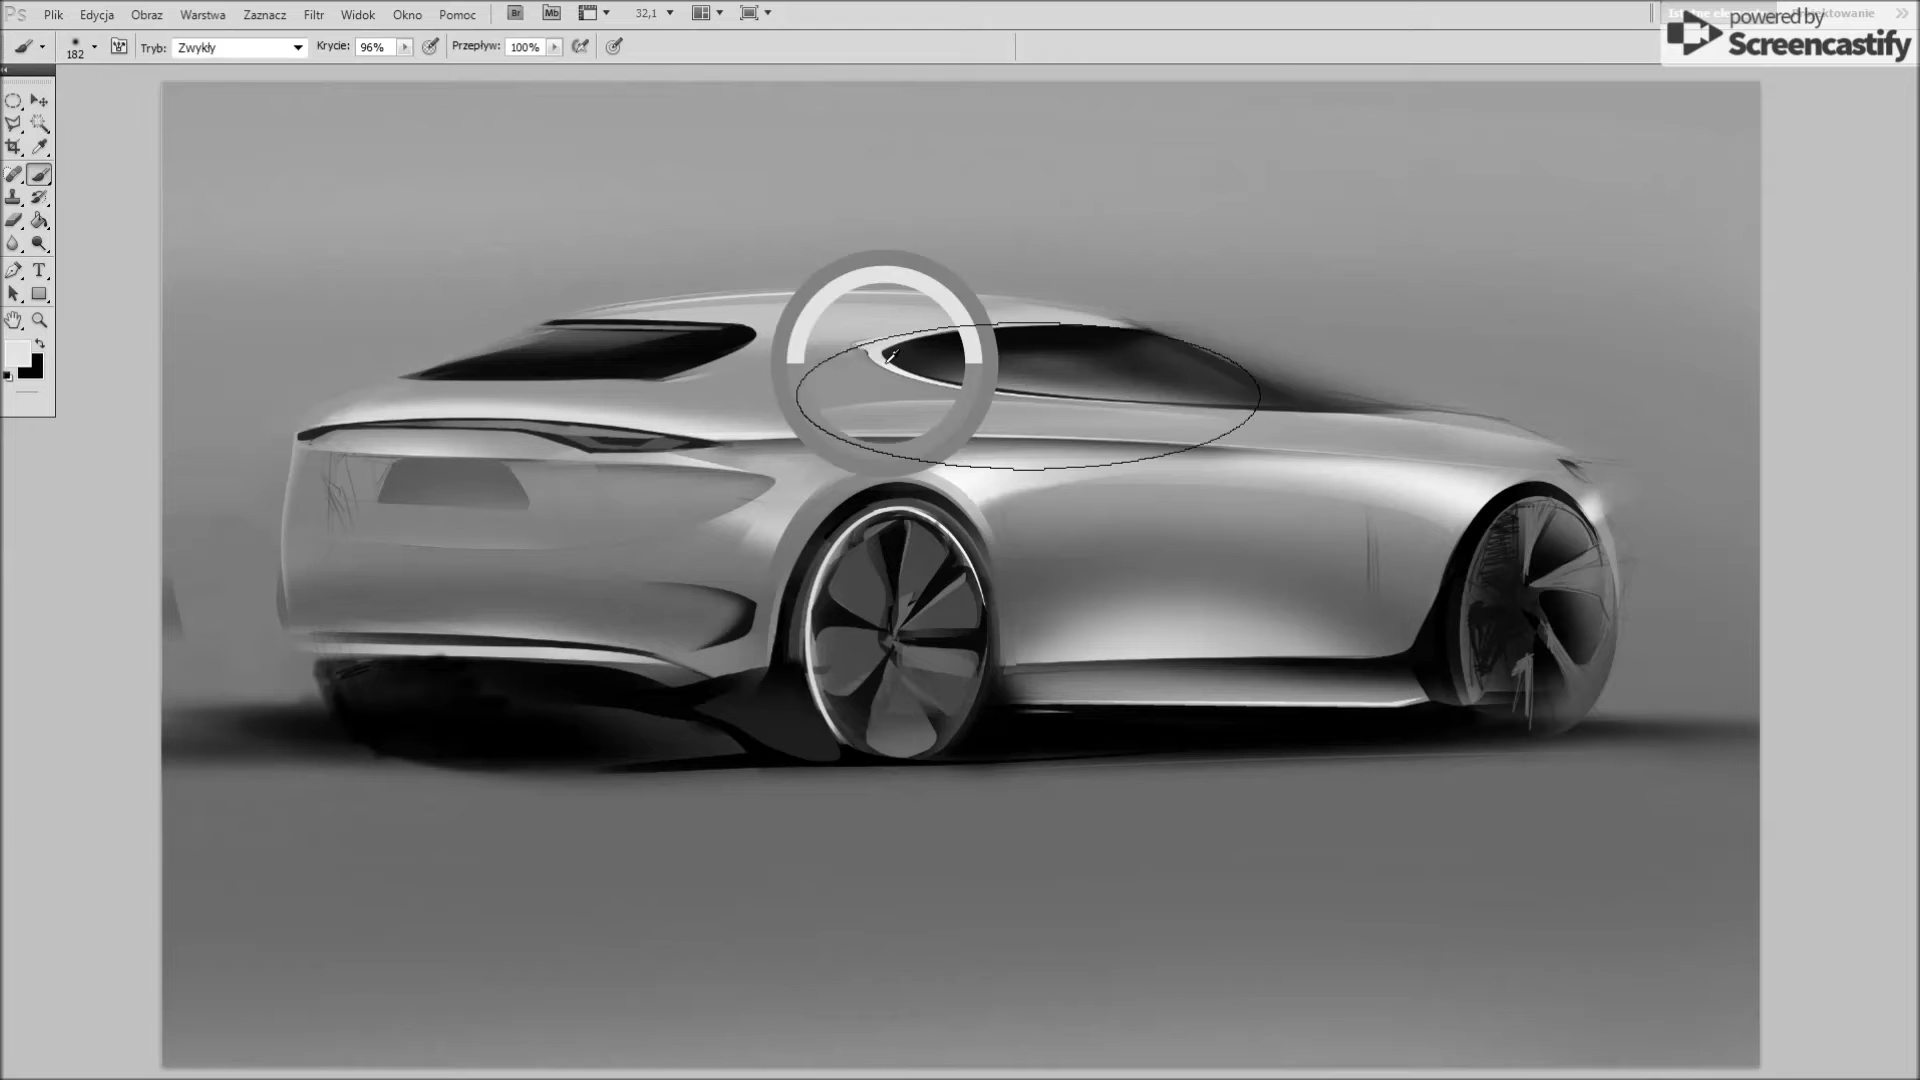 Ps Plik Edycja Obraz Warstwa Zaznacz Filtr Widok Okno Pomoc Br Mb 32,1
powered by
Screencastify
182 Tryb: Zwykły Krycie: 96% Przepływ: 100%
T